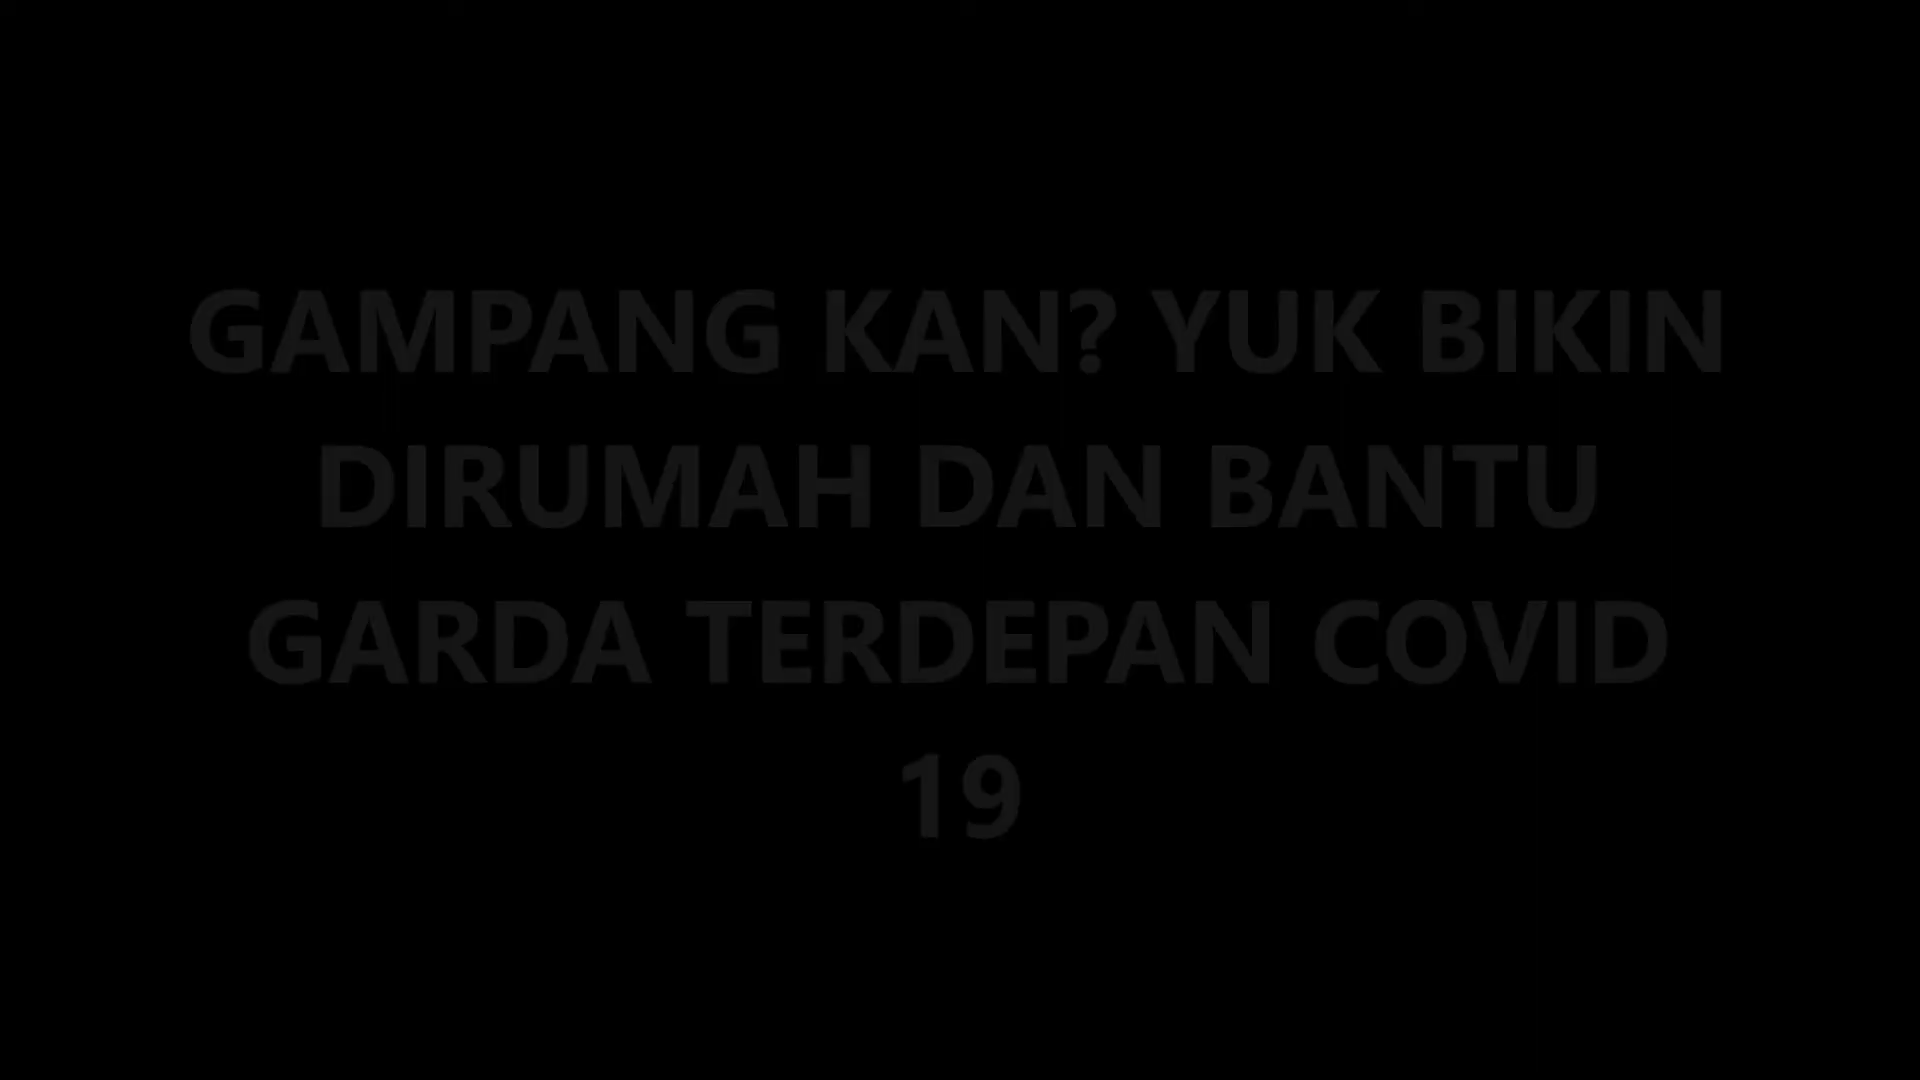 GAMPANG KAN? YUK BIKIN
DIRUMAH DAN BANTU
GARDA TERDEPAN COVID
19